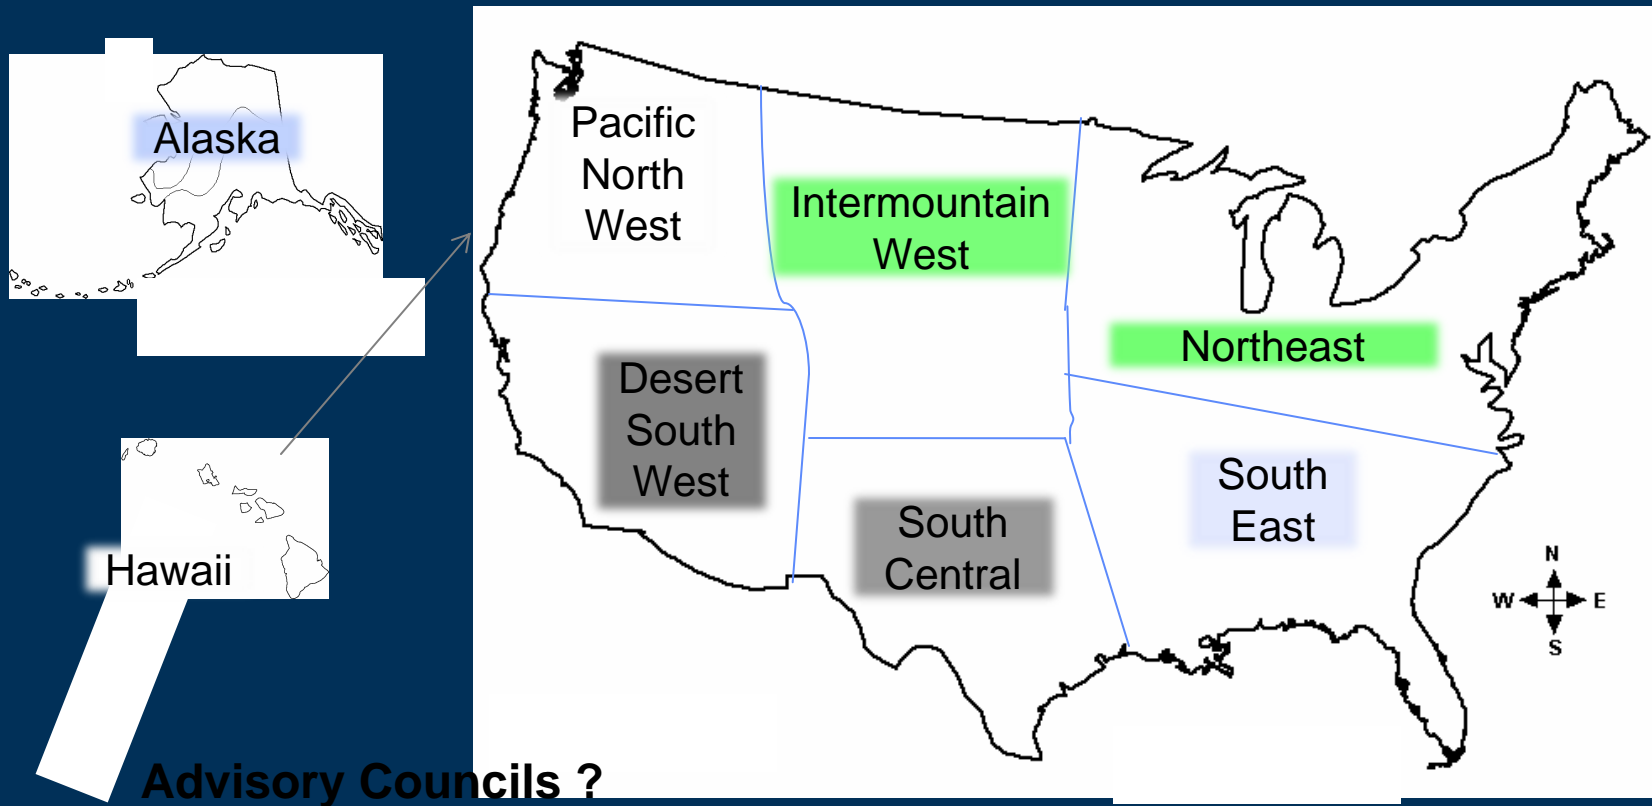 Alaska
Pacific
North
West
Intermountain
West
Northeast
Desert
South
West
South
Central
South
East
Hawaii
N
W E
S
Advisory Councils ?